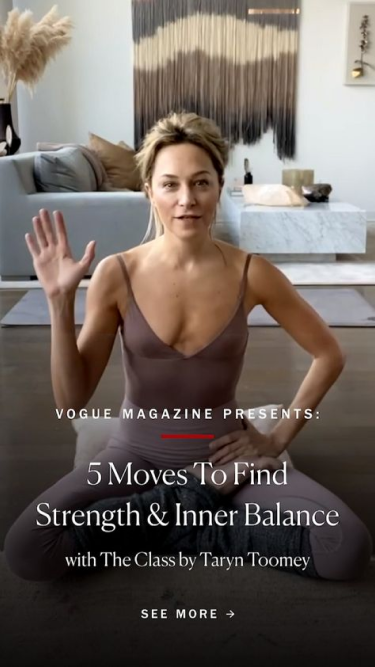 VOGUE MAGAZINE PRESENTS:
5 Moves To Find
Strength & Inner Balance
with The Class by Taryn Toomey
SEE MORE →